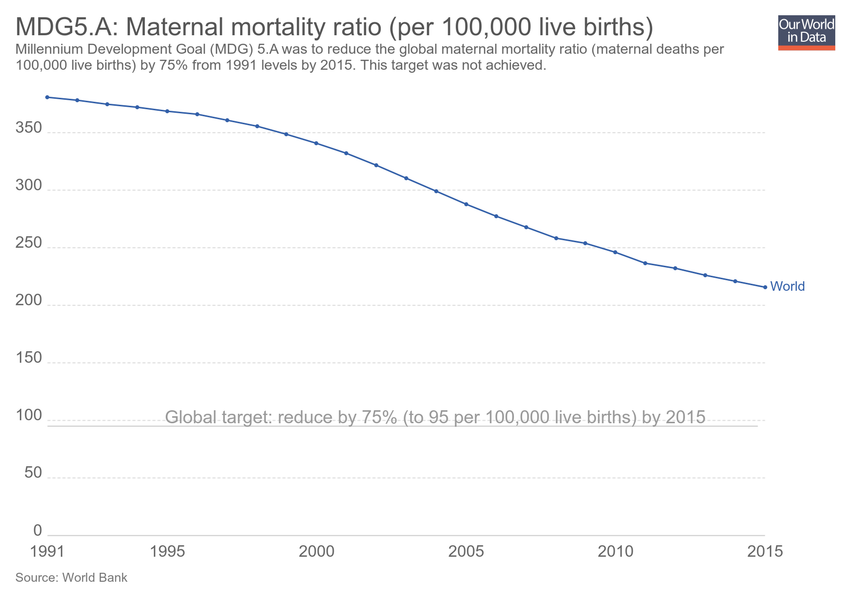 MDG5.A: Maternal mortality ratio (per 100,000 live births)
Our World
in Data
Millennium Development Goal (MDG) 5.A was to reduce the global maternal mortality ratio (maternal deaths per
100,000 live births) by 75% from 1991 levels by 2015. This target was not achieved.
350
300
250
200
World
150
100
Global target: reduce by 75% (to 95 per 100,000 live births) by 2015
50
0
1991 1995 2000 2005 2010 2015
Source: World Bank